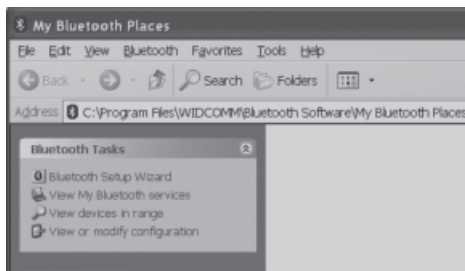 My Bluetooth Places
File Edit View Bluetooth Favorites Tools Help
Back Search Folders
Address C:\Program Files\WIDCOMM\Bluetooth Software\My Bluetooth Places
Bluetooth Tasks
Bluetooth Setup Wizard
View My Bluetooth services
View devices in range
View or modify configuration